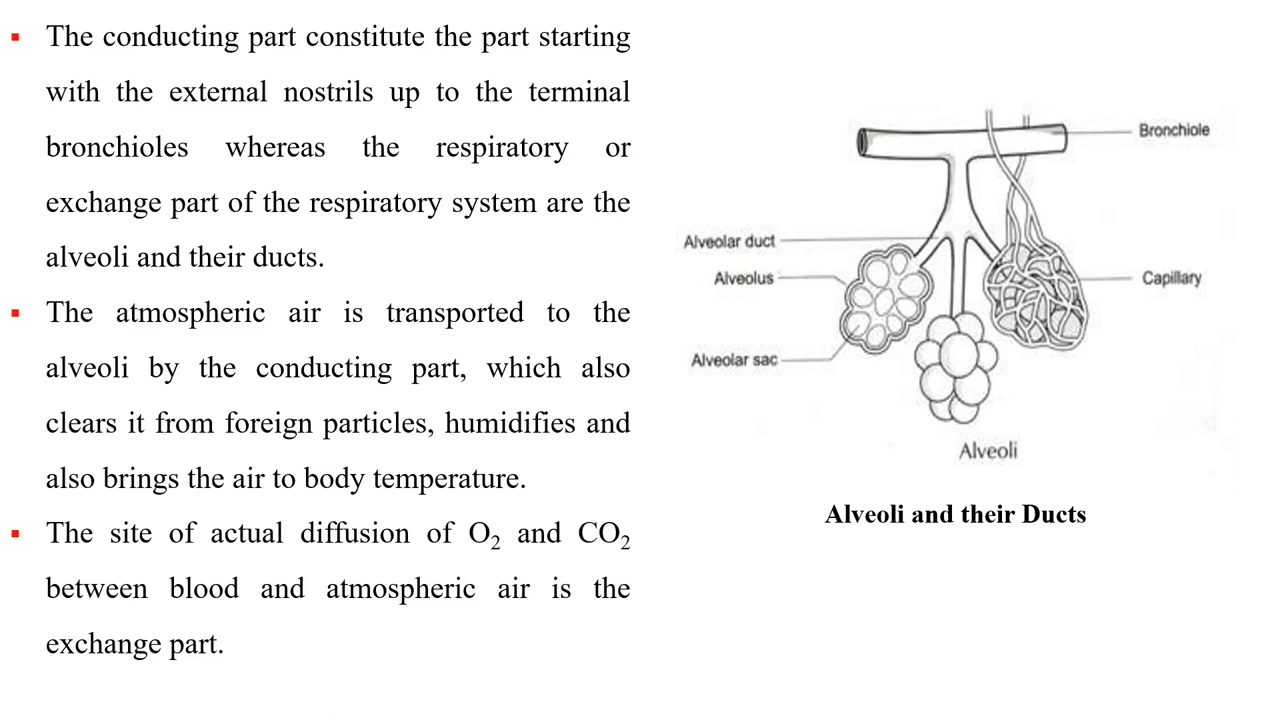 ▪ The conducting part constitute the part starting
with the external nostrils up to the terminal
bronchioles whereas the respiratory or
exchange part of the respiratory system are the
alveoli and their ducts.
▪ The atmospheric air is transported to the
alveoli by the conducting part, which also
clears it from foreign particles, humidifies and
also brings the air to body temperature.
▪ The site of actual diffusion of O₂ and CO₂
between blood and atmospheric air is the
exchange part.
Bronchiole
Alveolar duct
Alveolus
Capillary
Alveolar sac
Alveoli
Alveoli and their Ducts